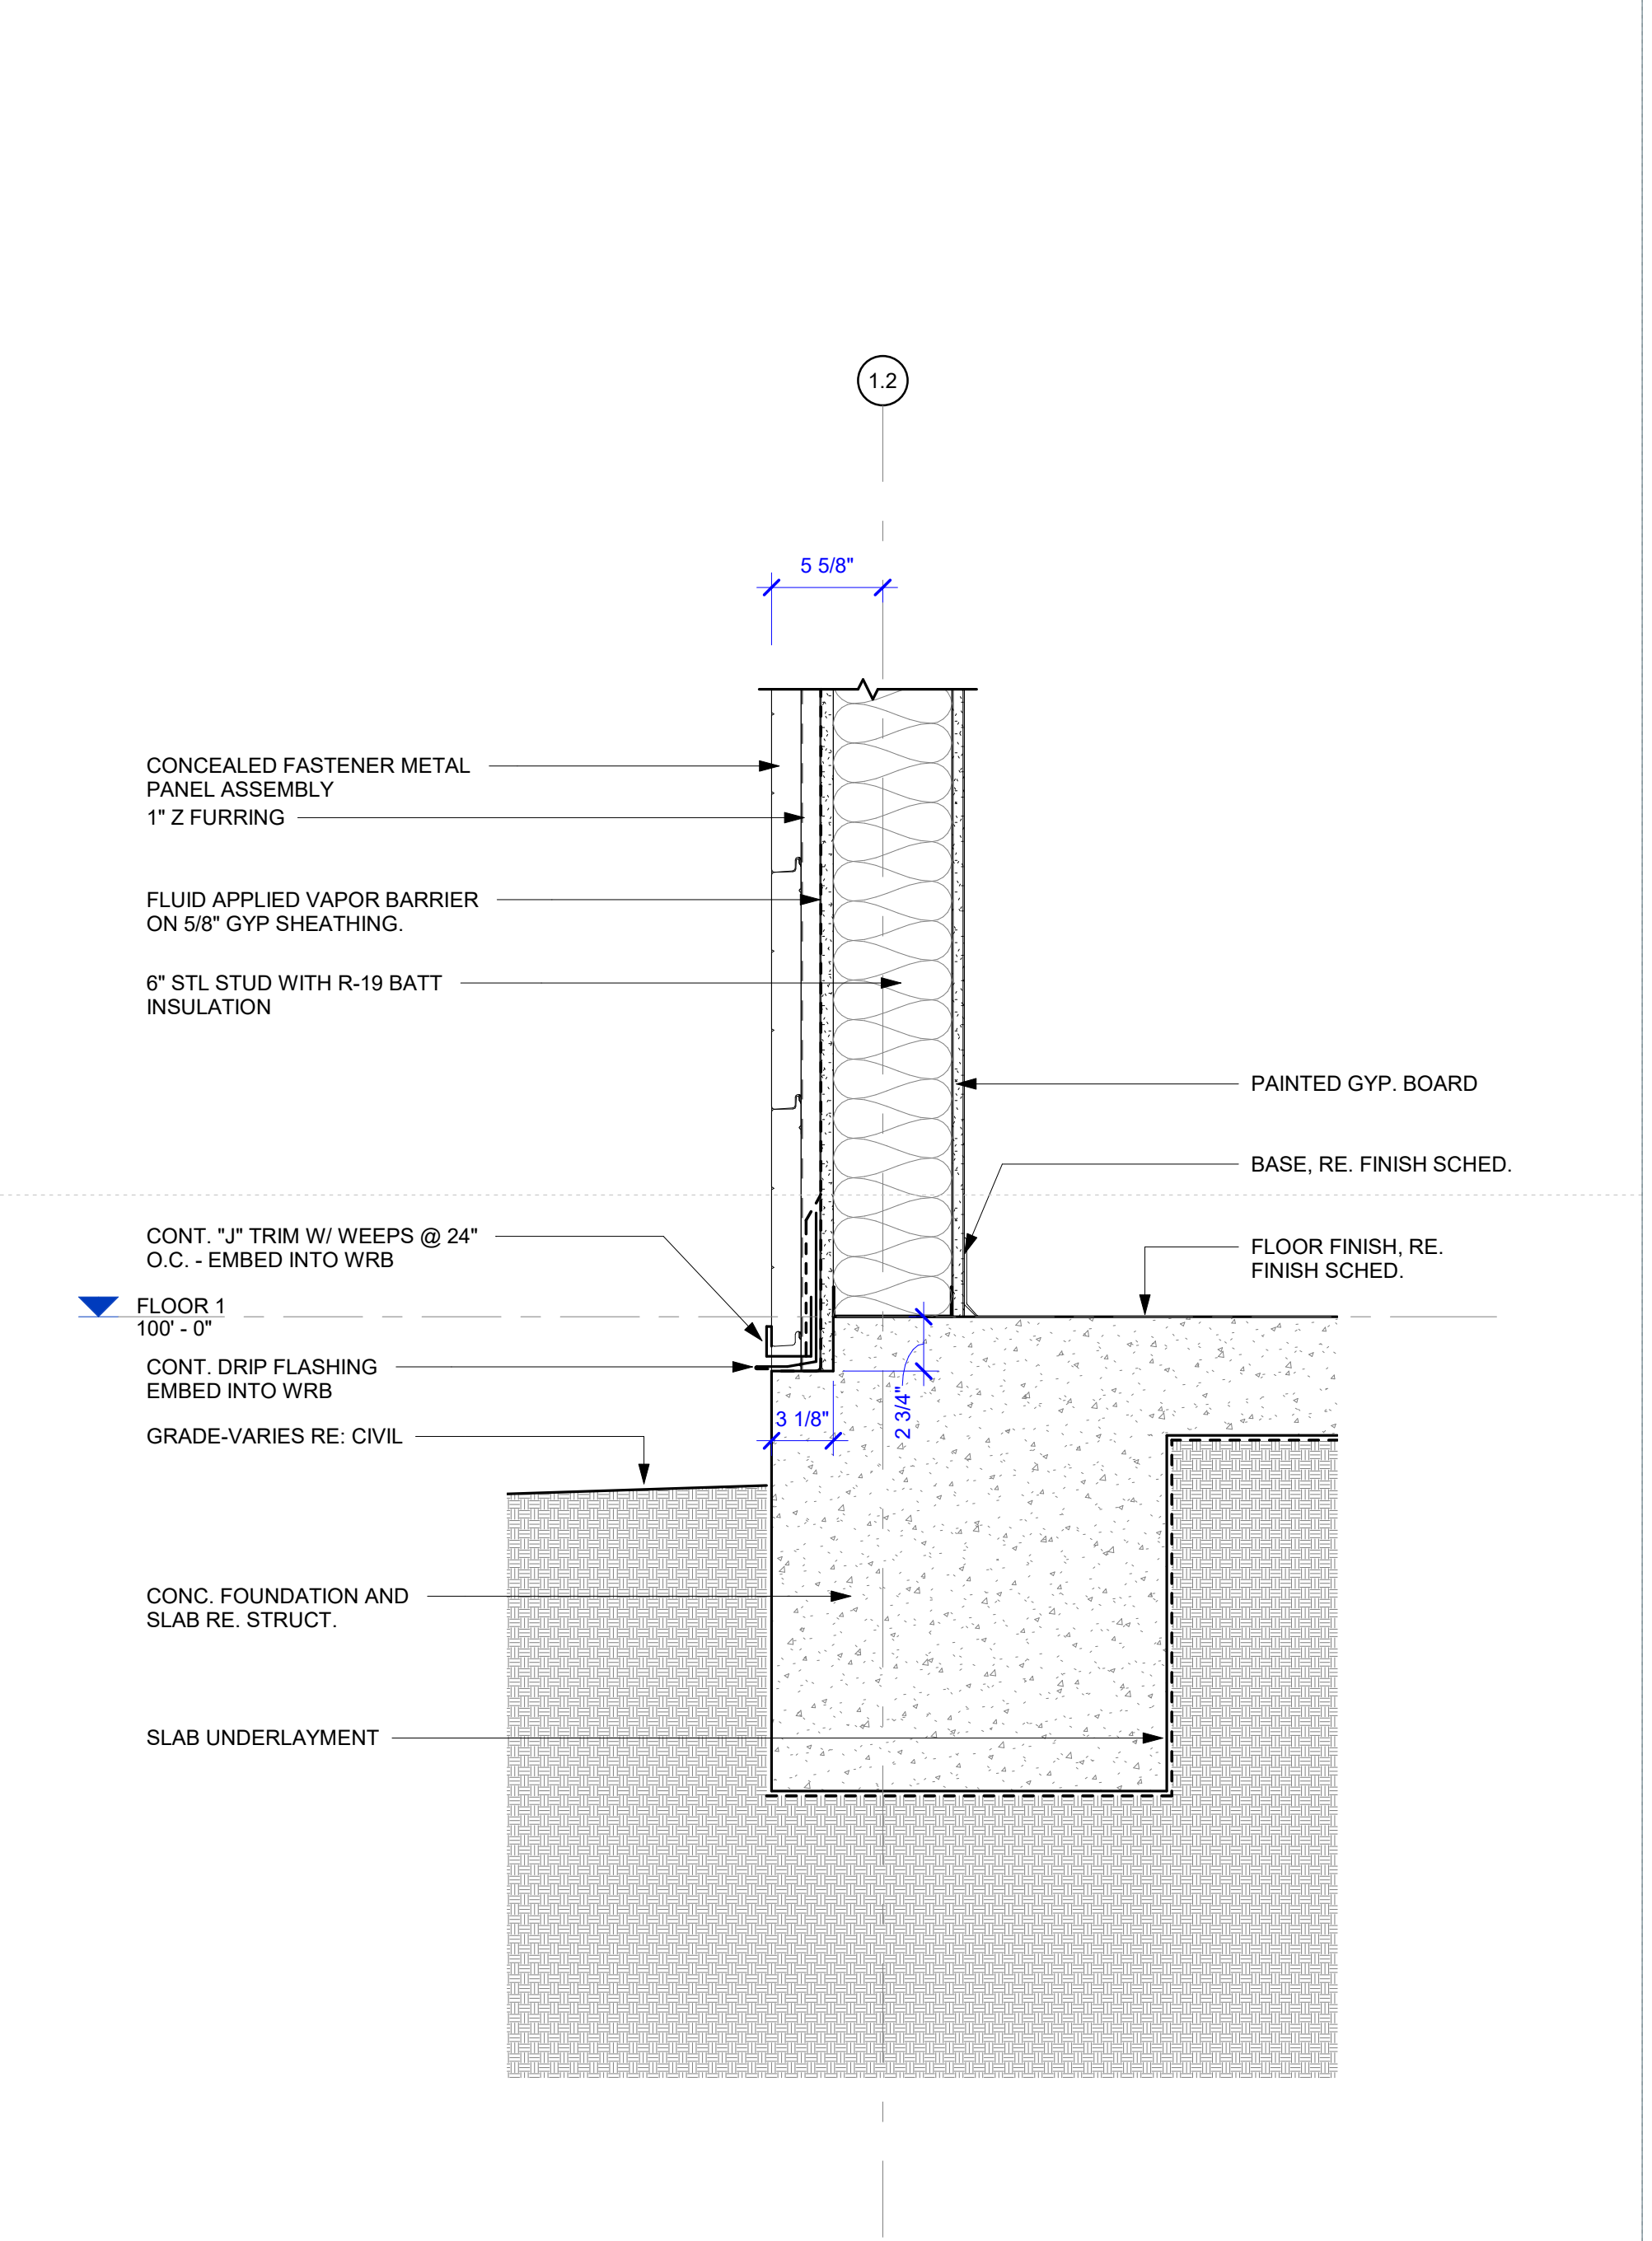 1.2
5 5/8"
CONCEALED FASTENER METAL
PANEL ASSEMBLY
1" Z FURRING
FLUID APPLIED VAPOR BARRIER
ON 5/8" GYP SHEATHING.
6" STL STUD WITH R-19 BATT
INSULATION
PAINTED GYP. BOARD
BASE, RE. FINISH SCHED.
CONT. "J" TRIM W/ WEEPS @ 24"
O.C. - EMBED INTO WRB
FLOOR FINISH, RE.
FINISH SCHED.
FLOOR 1
100' - 0"
CONT. DRIP FLASHING
EMBED INTO WRB
3 1/8"
2 3/4"
GRADE-VARIES RE: CIVIL
CONC. FOUNDATION AND
SLAB RE. STRUCT.
SLAB UNDERLAYMENT